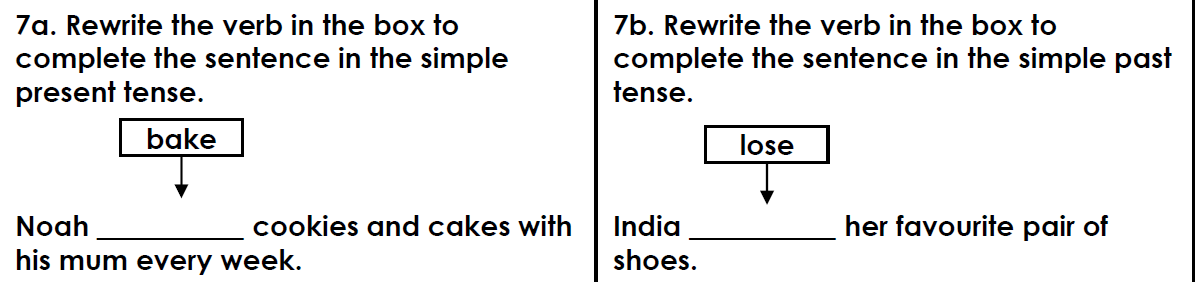 7a. Rewrite the verb in the box to
complete the sentence in the simple
present tense.
bake
Noah __________ cookies and cakes with
his mum every week.
7b. Rewrite the verb in the box to
complete the sentence in the simple past
tense.
lose
India __________ her favourite pair of
shoes.